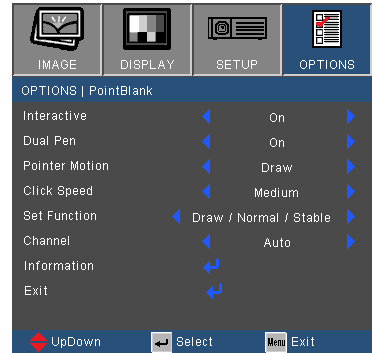 IMAGE DISPLAY SETUP OPTIONS
OPTIONS | PointBlank
Interactive On
Dual Pen On
Pointer Motion Draw
Click Speed Medium
Set Function Draw / Normal / Stable
Channel Auto
Information
Exit
UpDown Select Menu Exit